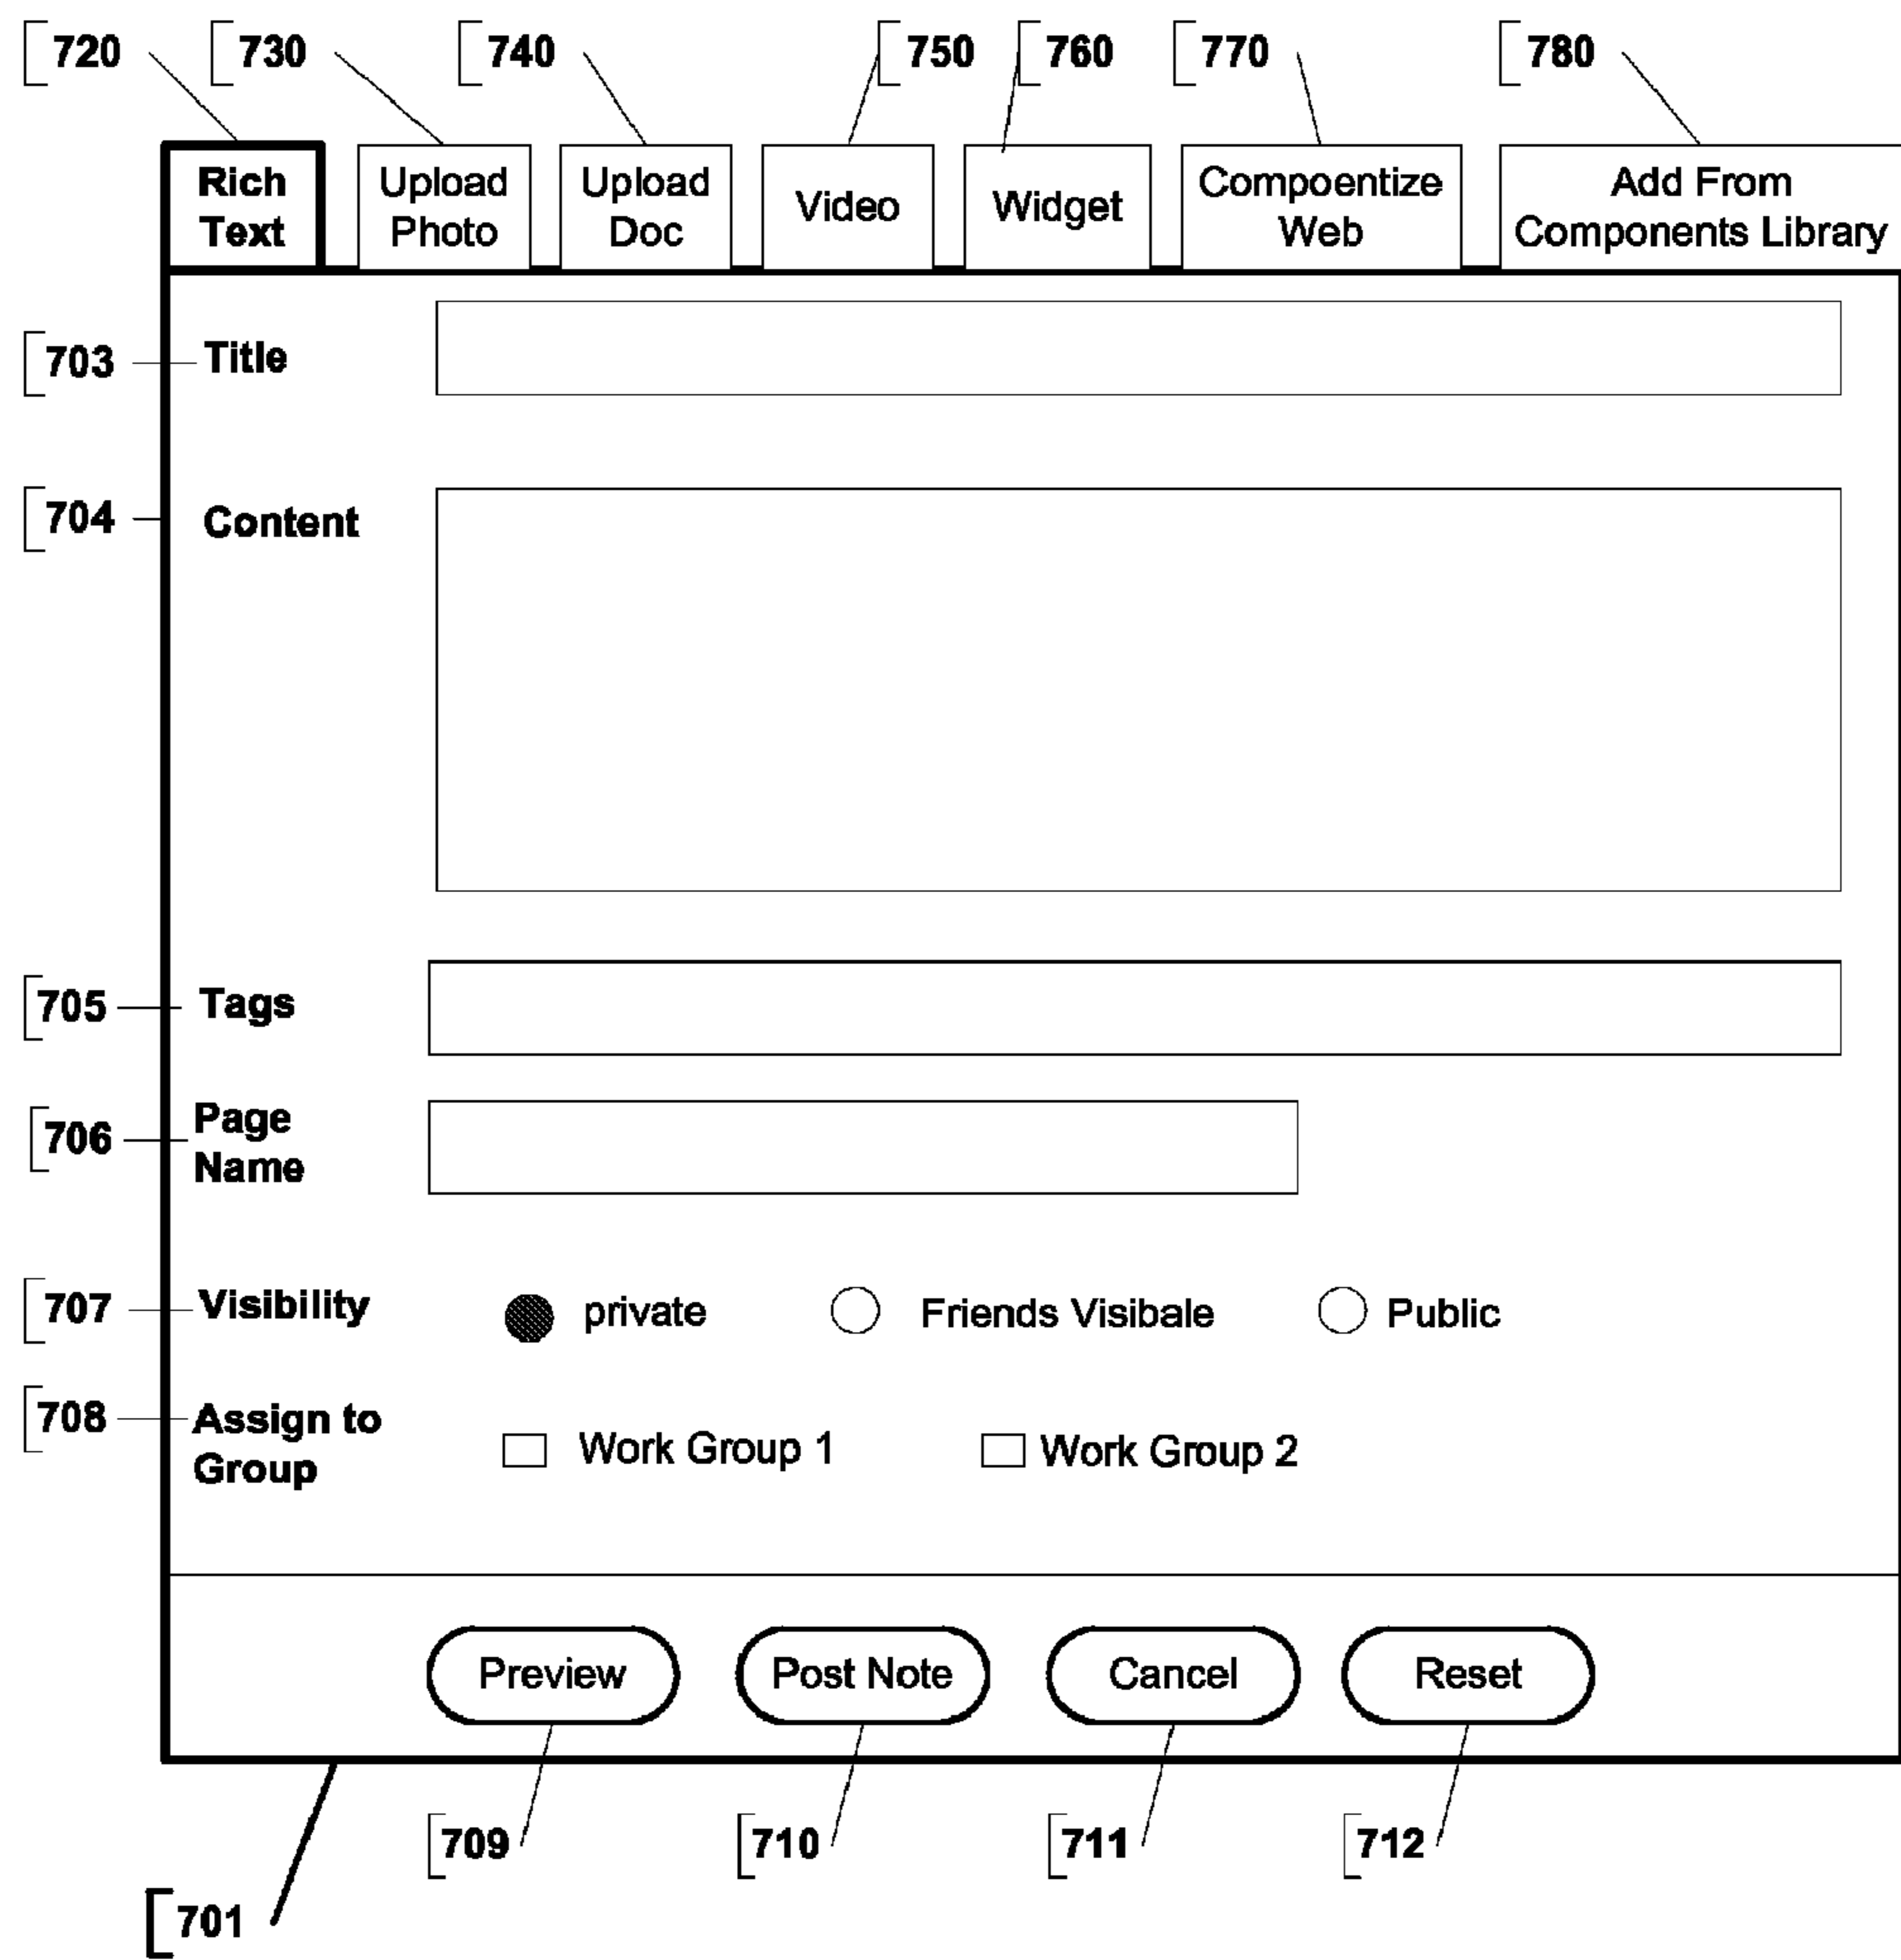 720 730 740 750 760 770 780
Rich Upload Upload Compoentize Add From
Text Photo Doc Video Widget Web Components Library
703 Title
704 Content
705 Tags
706 Page
Name
707 Visibility private Friends Visibale Public
708 Assign to
Group Work Group 1 Work Group 2
Preview Post Note Cancel Reset
709 710 711 712
701